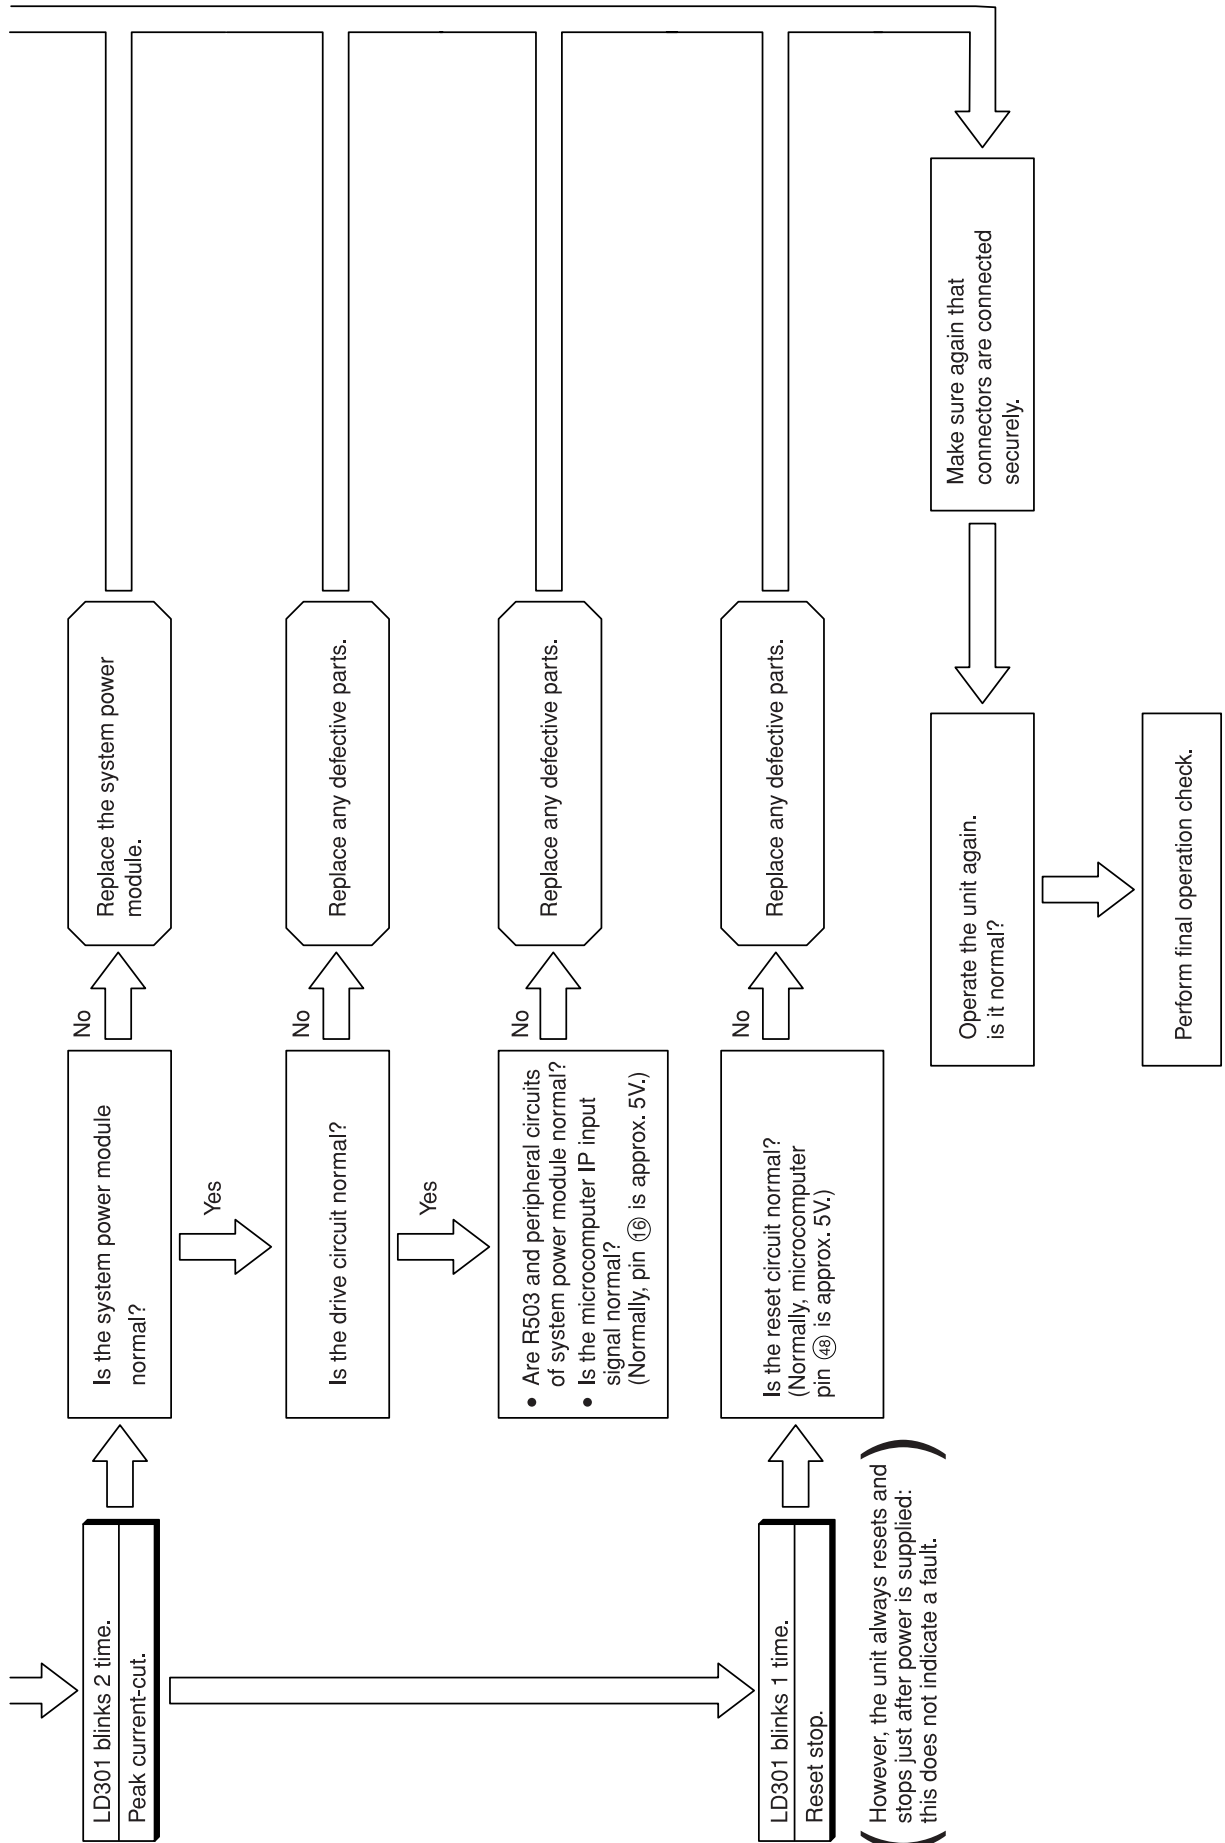 LD301 blinks 2 time.
Peak current-cut.
Is the system power module
normal?
No
Replace the system power
module.
Yes
Is the drive circuit normal?
No
Replace any defective parts.
Yes
• Are R503 and peripheral circuits
of system power module normal?
• Is the microcomputer IP input
signal normal?
(Normally, pin ⑯ is approx. 5V.)
No
Replace any defective parts.
LD301 blinks 1 time.
Reset stop.
(However, the unit always resets and
stops just after power is supplied:
this does not indicate a fault.)
Is the reset circuit normal?
(Normally, microcomputer
pin ㊽ is approx. 5V.)
No
Replace any defective parts.
Make sure again that
connectors are connected
securely.
Operate the unit again.
is it normal?
Perform final operation check.